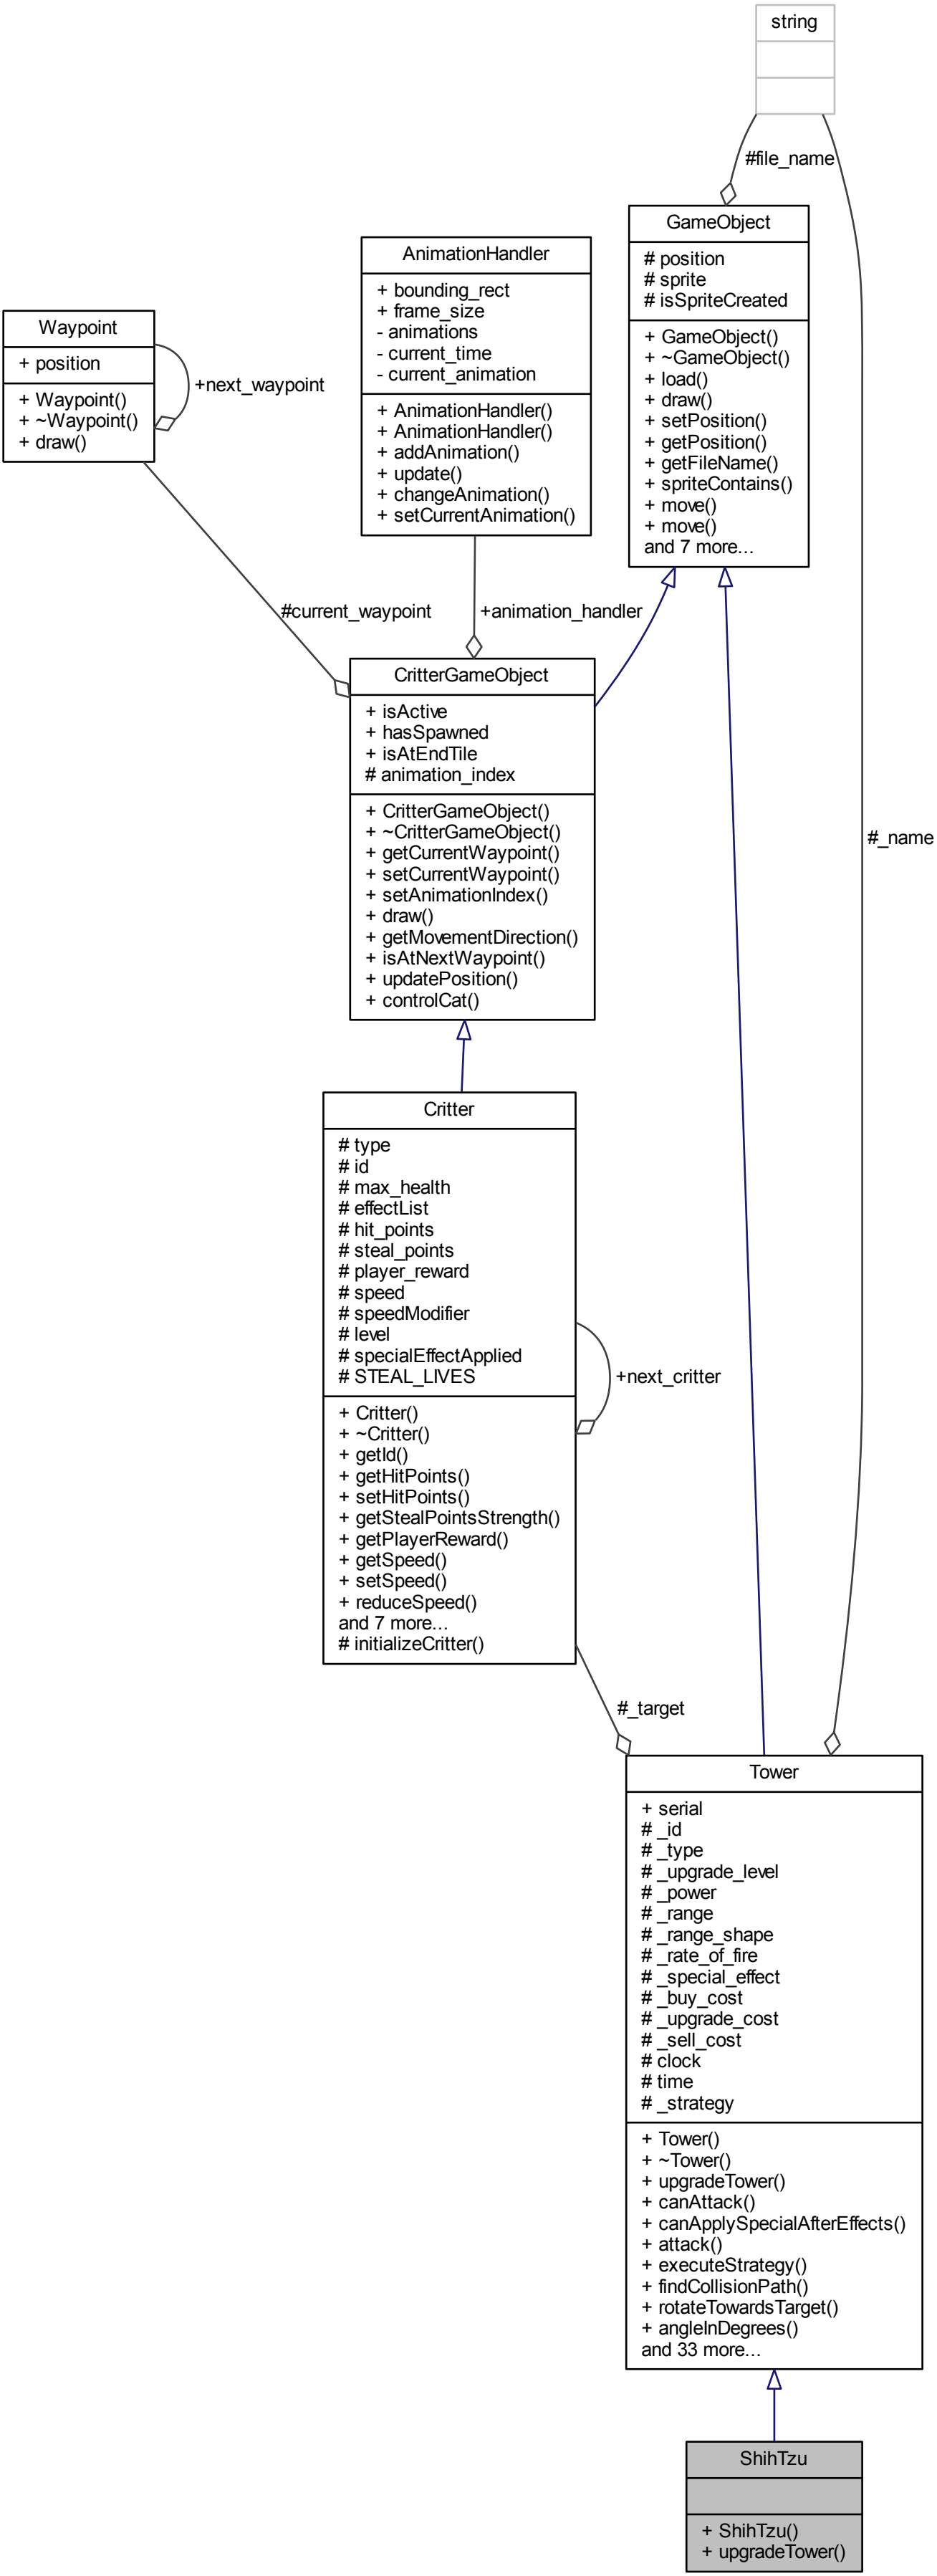 string
#file_name
GameObject
# position
# sprite
# isSpriteCreated
+ GameObject()
+ ~GameObject()
+ load()
+ draw()
+ setPosition()
+ getPosition()
+ getFileName()
+ spriteContains()
+ move()
+ move()
and 7 more...
AnimationHandler
+ bounding_rect
+ frame_size
- animations
- current_time
- current_animation
+ AnimationHandler()
+ AnimationHandler()
+ addAnimation()
+ update()
+ changeAnimation()
+ setCurrentAnimation()
Waypoint
+ position
+ Waypoint()
+ ~Waypoint()
+ draw()
+next_waypoint
#current_waypoint
+animation_handler
CritterGameObject
+ isActive
+ hasSpawned
+ isAtEndTile
# animation_index
+ CritterGameObject()
+ ~CritterGameObject()
+ getCurrentWaypoint()
+ setCurrentWaypoint()
+ setAnimationIndex()
+ draw()
+ getMovementDirection()
+ isAtNextWaypoint()
+ updatePosition()
+ controlCat()
#_name
Critter
# type
# id
# max_health
# effectList
# hit_points
# steal_points
# player_reward
# speed
# speedModifier
# level
# specialEffectApplied
# STEAL_LIVES
+ Critter()
+ ~Critter()
+ getId()
+ getHitPoints()
+ setHitPoints()
+ getStealPointsStrength()
+ getPlayerReward()
+ getSpeed()
+ setSpeed()
+ reduceSpeed()
and 7 more...
# initializeCritter()
+next_critter
#_target
Tower
+ serial
# _id
# _type
# _upgrade_level
# _power
# _range
# _range_shape
# _rate_of_fire
# _special_effect
# _buy_cost
# _upgrade_cost
# _sell_cost
# clock
# time
# _strategy
+ Tower()
+ ~Tower()
+ upgradeTower()
+ canAttack()
+ canApplySpecialAfterEffects()
+ attack()
+ executeStrategy()
+ findCollisionPath()
+ rotateTowardsTarget()
+ angleInDegrees()
and 33 more...
ShihTzu
+ ShihTzu()
+ upgradeTower()